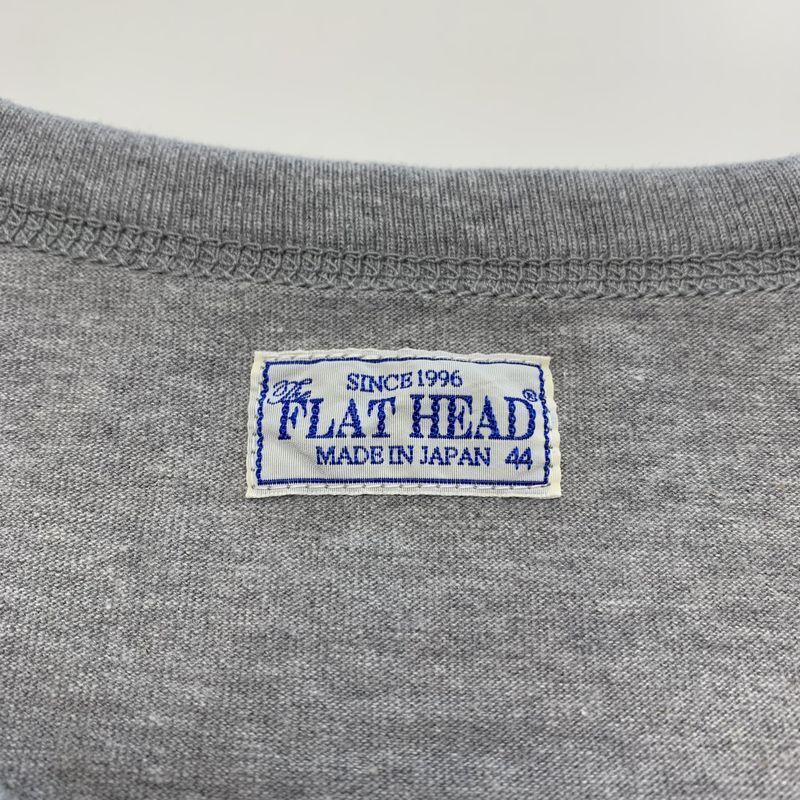 SINCE 1996
The
FLAT HEAD®
MADE IN JAPAN 44